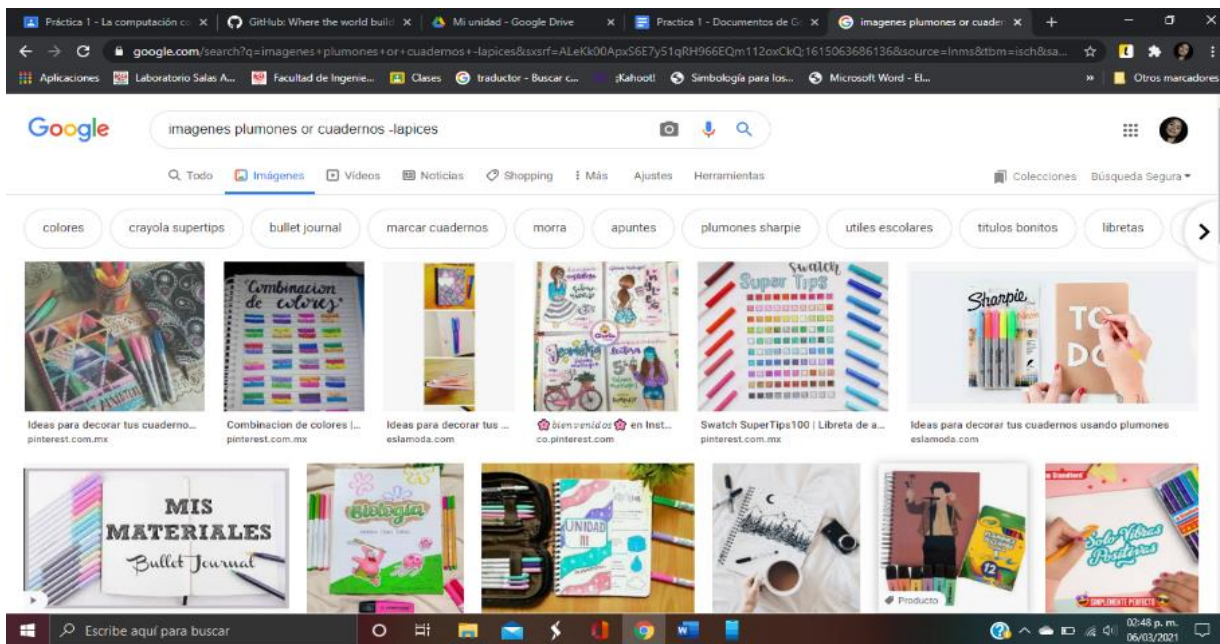 Práctica 1 - La computación co
GitHub: Where the world build
Mi unidad - Google Drive
Practica 1 - Documentos de G
imagenes plumones or cuader
google.com/search?q=imagenes+plumones+or+cuadernos+-lapices&sxsrf=ALeKk00ApxS6E7y51qRH966EQm112oxCkQ:1615063686136&source=lnms&tbm=isch&sa...
Aplicaciones
Laboratorio Salas A...
Facultad de Ingenie...
Clases
traductor - Buscar c...
¡Kahoot!
Simbología para los...
Microsoft Word - El...
»
Otros marcadores
Google
imagenes plumones or cuadernos -lapices
Todo
Imágenes
Vídeos
Noticias
Shopping
Más
Ajustes
Herramientas
Colecciones
Búsqueda Segura
colores
crayola supertips
bullet journal
marcar cuadernos
morra
apuntes
plumones sharpie
utiles escolares
titulos bonitos
libretas
Combinacion
de colores
Geometría
lectora
Swatch
Super Tips
Sharpie
TO
DO
Ideas para decorar tus cuaderno...
pinterest.com.mx
Combinacion de colores |...
pinterest.com.mx
Ideas para decorar tus ...
eslamoda.com
bienvenidos en Inst...
co.pinterest.com
Swatch SuperTips100 | Libreta de a...
pinterest.com.mx
Ideas para decorar tus cuadernos usando plumones
eslamoda.com
MIS
MATERIALES
Bullet Journal
Biología
UNIDAD
III
12
Producto
Solo Vibras
Positivas
SIMPLEMENTE PERFECTO
Escribe aquí para buscar
02:48 p. m.
06/03/2021